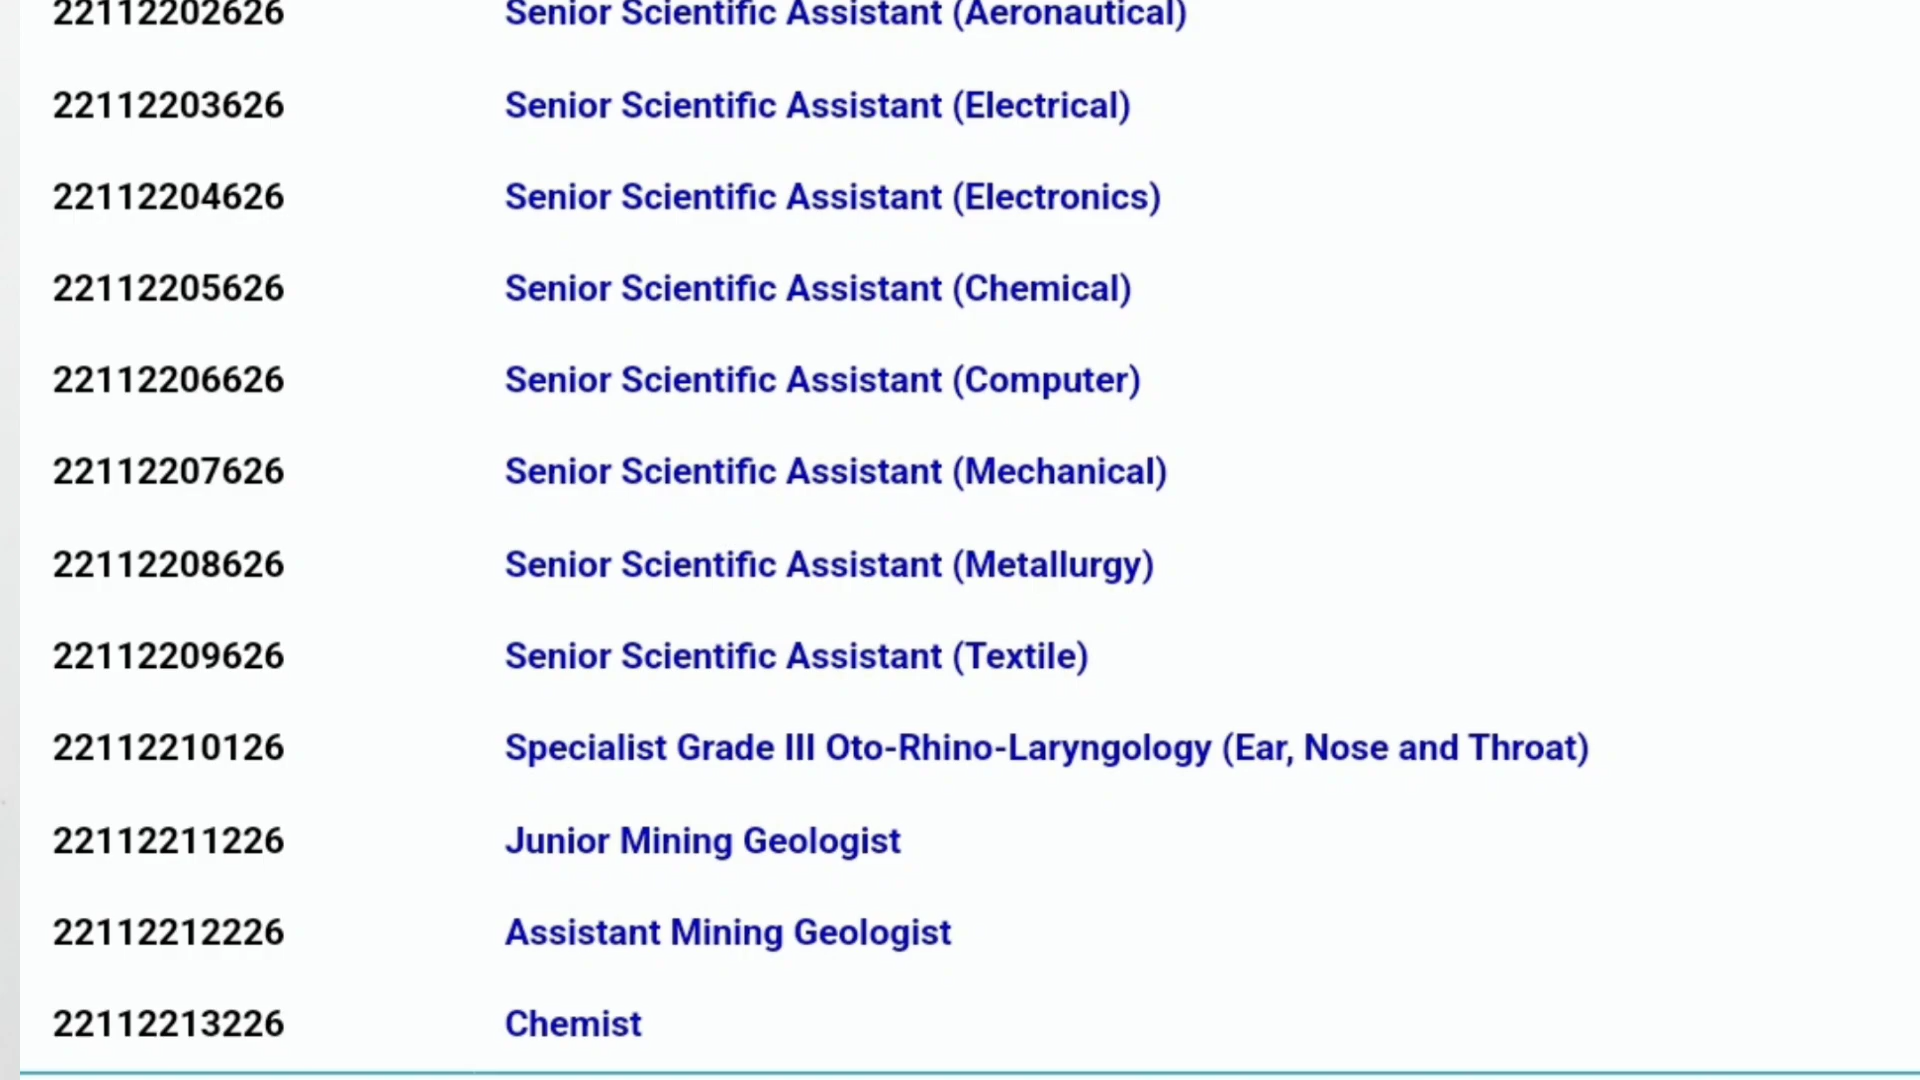 22112202626 Senior Scientific Assistant (Aeronautical)
22112203626 Senior Scientific Assistant (Electrical)
22112204626 Senior Scientific Assistant (Electronics)
22112205626 Senior Scientific Assistant (Chemical)
22112206626 Senior Scientific Assistant (Computer)
22112207626 Senior Scientific Assistant (Mechanical)
22112208626 Senior Scientific Assistant (Metallurgy)
22112209626 Senior Scientific Assistant (Textile)
22112210126 Specialist Grade III Oto-Rhino-Laryngology (Ear, Nose and Throat)
22112211226 Junior Mining Geologist
22112212226 Assistant Mining Geologist
22112213226 Chemist